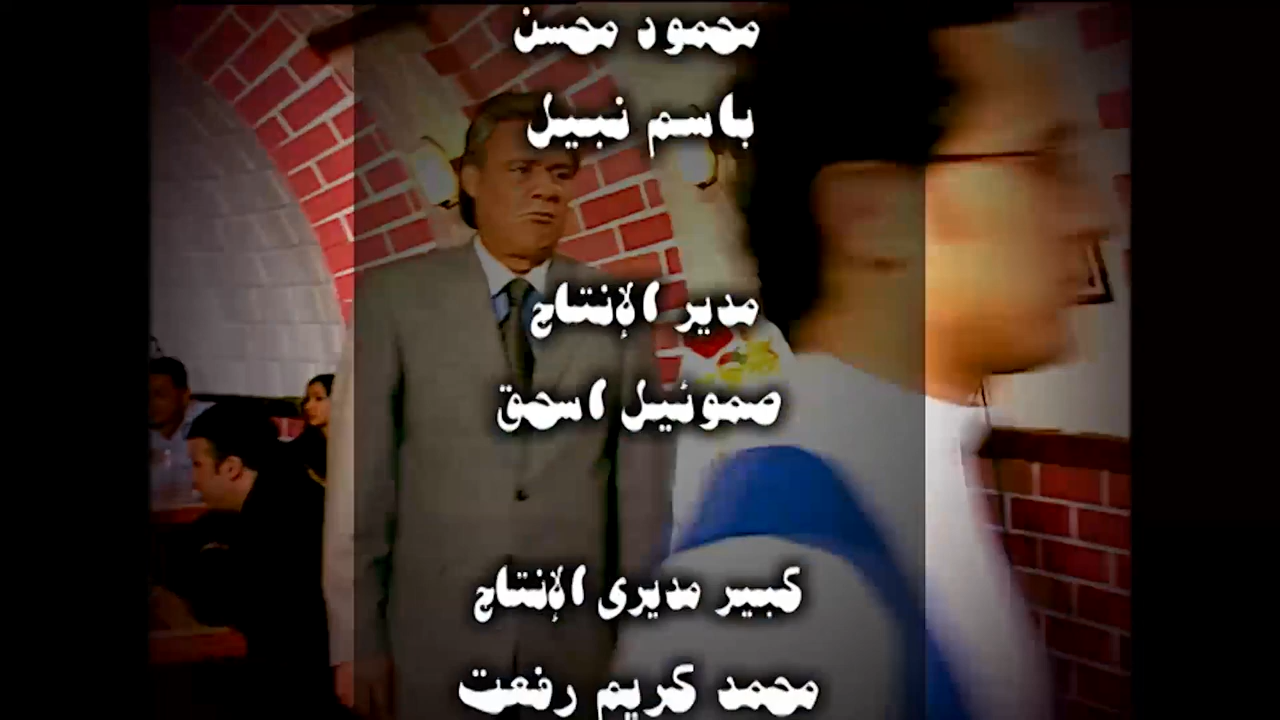 محمود محسن
باسم نبيل
مدير الإنتاج
صموئيل اسحق
كبير مديرى الإنتاج
محمد كريم رفعت